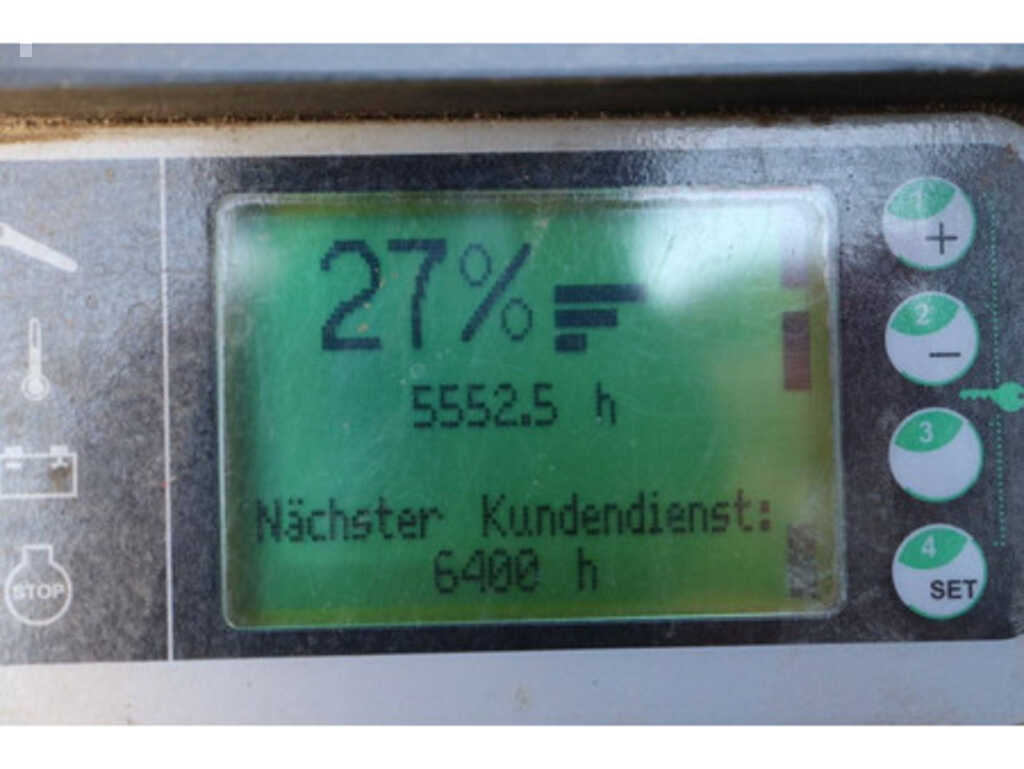 27%
5552.5 h
Nächster Kundendienst:
6400 h
1
+
2
−
3
4
SET
STOP